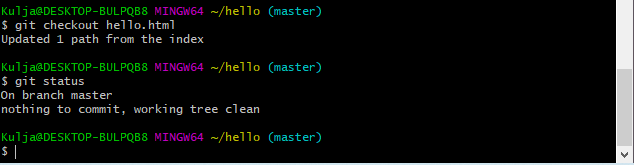 Kulja@DESKTOP-BULPQB8 MINGW64 ~/hello (master)
$ git checkout hello.html
Updated 1 path from the index
Kulja@DESKTOP-BULPQB8 MINGW64 ~/hello (master)
$ git status
On branch master
nothing to commit, working tree clean
Kulja@DESKTOP-BULPQB8 MINGW64 ~/hello (master)
$